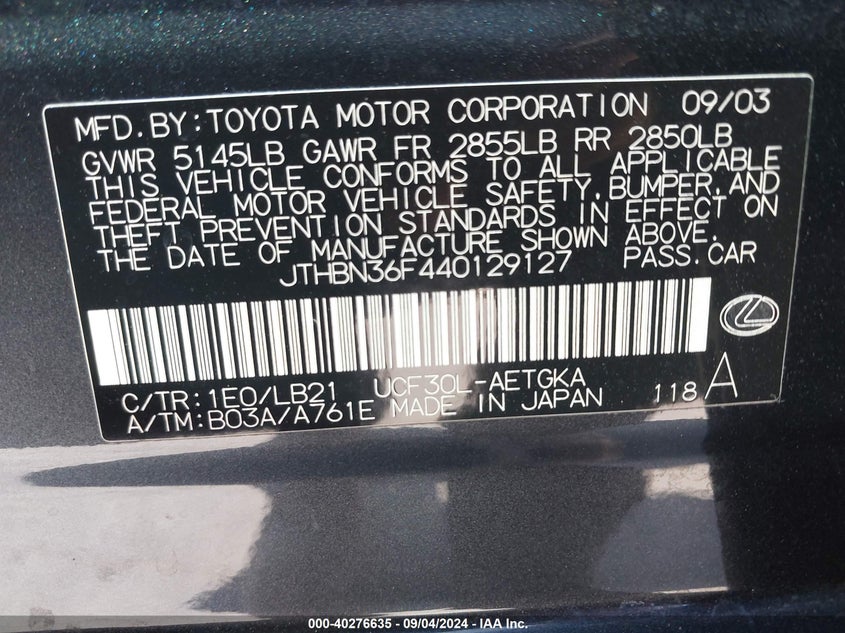 MFD. BY: TOYOTA MOTOR CORPORATION 09/03
GVWR 5145LB GAWR FR 2855LB RR 2850LB
THIS VEHICLE CONFORMS TO ALL APPLICABLE
FEDERAL MOTOR VEHICLE SAFETY, BUMPER, AND
THEFT PREVENTION STANDARDS IN EFFECT ON
THE DATE OF MANUFACTURE SHOWN ABOVE.
JTHBN36F440129127 PASS. CAR
C/TR: 1E0/LB21 UCF30L-AETGKA
A/TM: B03A/A761E MADE IN JAPAN 118 A
000-40276635 - 09/04/2024 - IAA Inc.